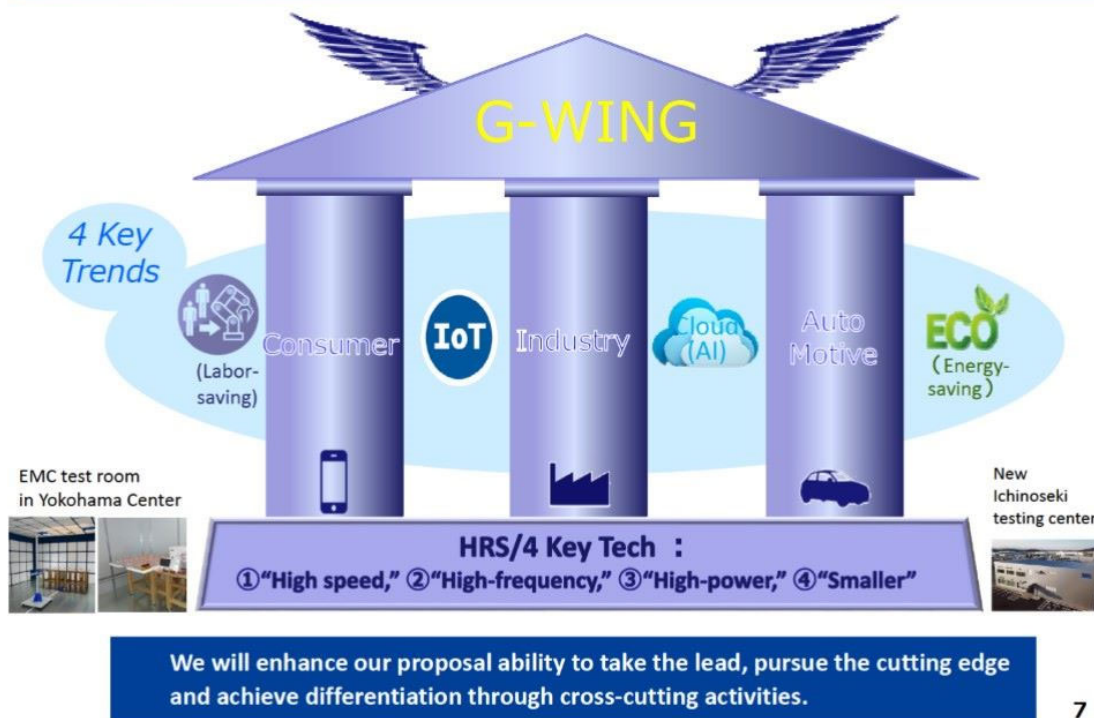 G-WING
4 Key
Trends
(Labor-
saving)
Consumer
IoT
Industry
Cloud
(AI)
Auto
Motive
ECO
(Energy-
saving)
EMC test room
in Yokohama Center
New
Ichinoseki
testing center
HRS/4 Key Tech :
①“High speed,” ②“High-frequency,” ③“High-power,” ④“Smaller”
We will enhance our proposal ability to take the lead, pursue the cutting edge
and achieve differentiation through cross-cutting activities.
7